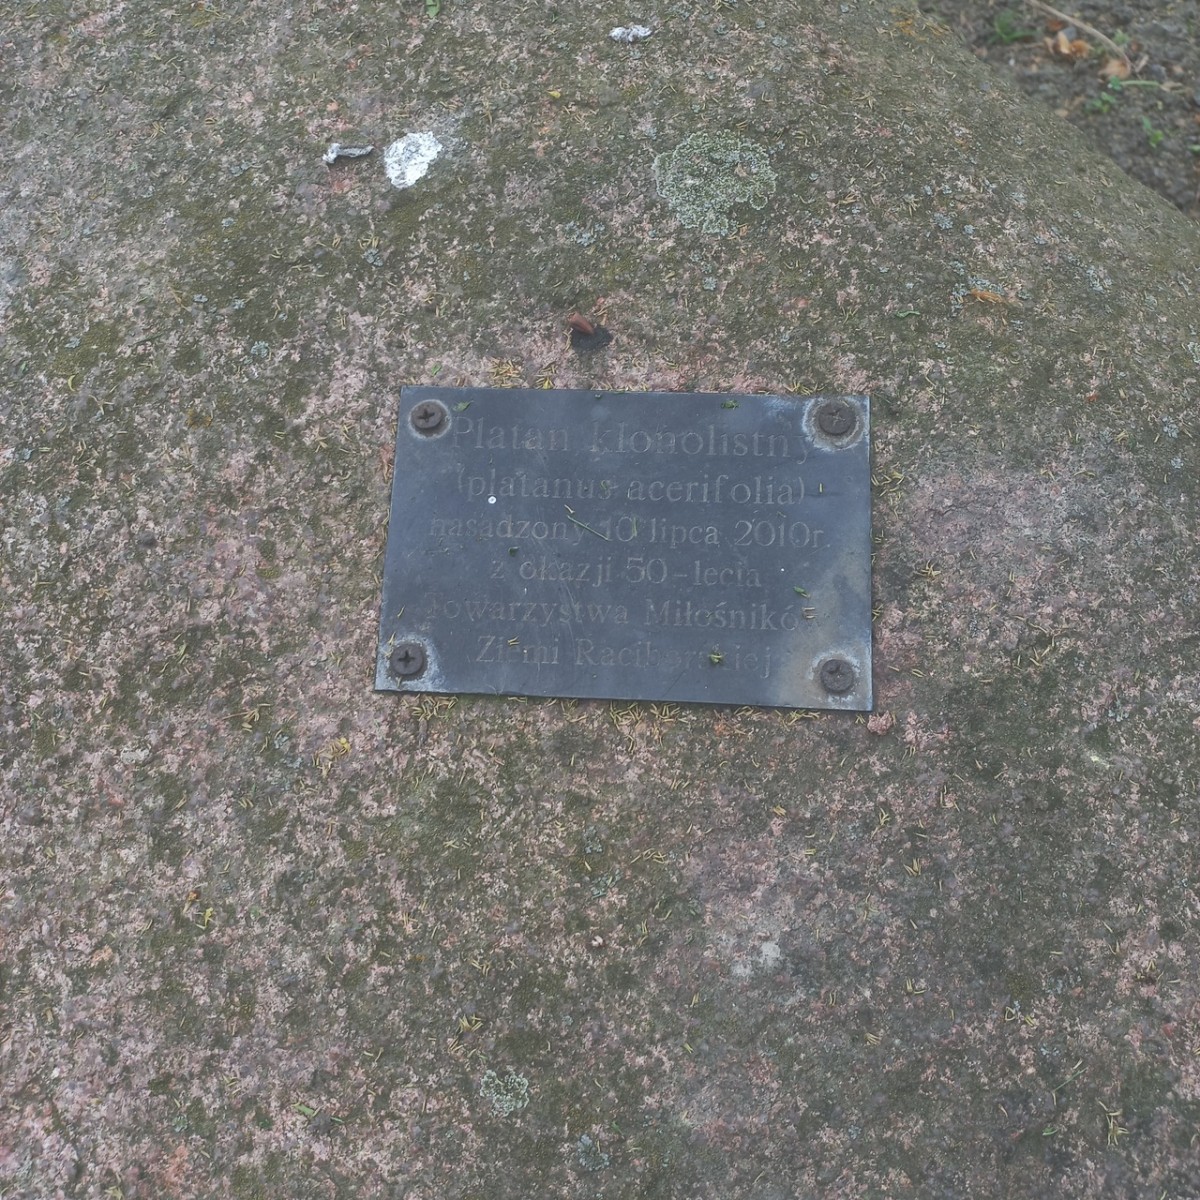 Platan klonolistny
(platanus acerifolia)
nasadzony 10 lipca 2010r.
z okazji 50-lecia
Towarzystwa Miłośników
Ziemi Raciborskiej